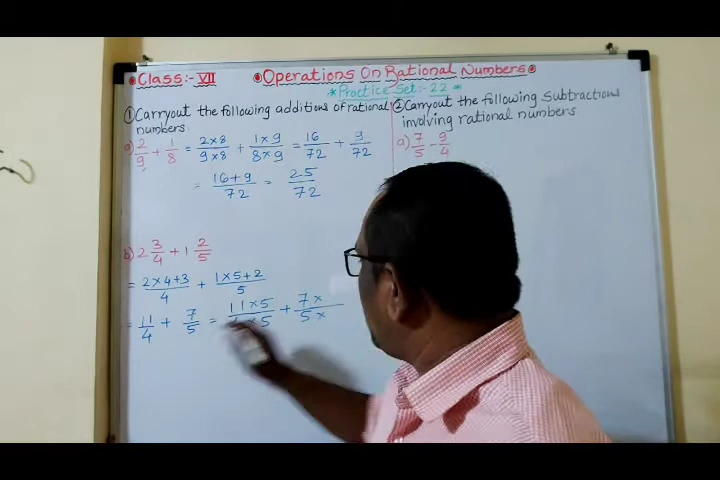 Class:- VII
Operations On Rational Numbers
* Practice Set:- 22 *
① Carryout the following additions of rational numbers
a) 2/9 + 1/8 = 2×8/9×8 + 1×9/8×9 = 16/72 + 9/72
= 16+9/72 = 25/72
b) 2 3/4 + 1 2/5
= 2×4+3/4 + 1×5+2/5
= 11/4 + 7/5 = 11×5/4×5 + 7×/5×
② Carryout the following Subtractions
involving rational numbers
a) 7/5 - 9/4